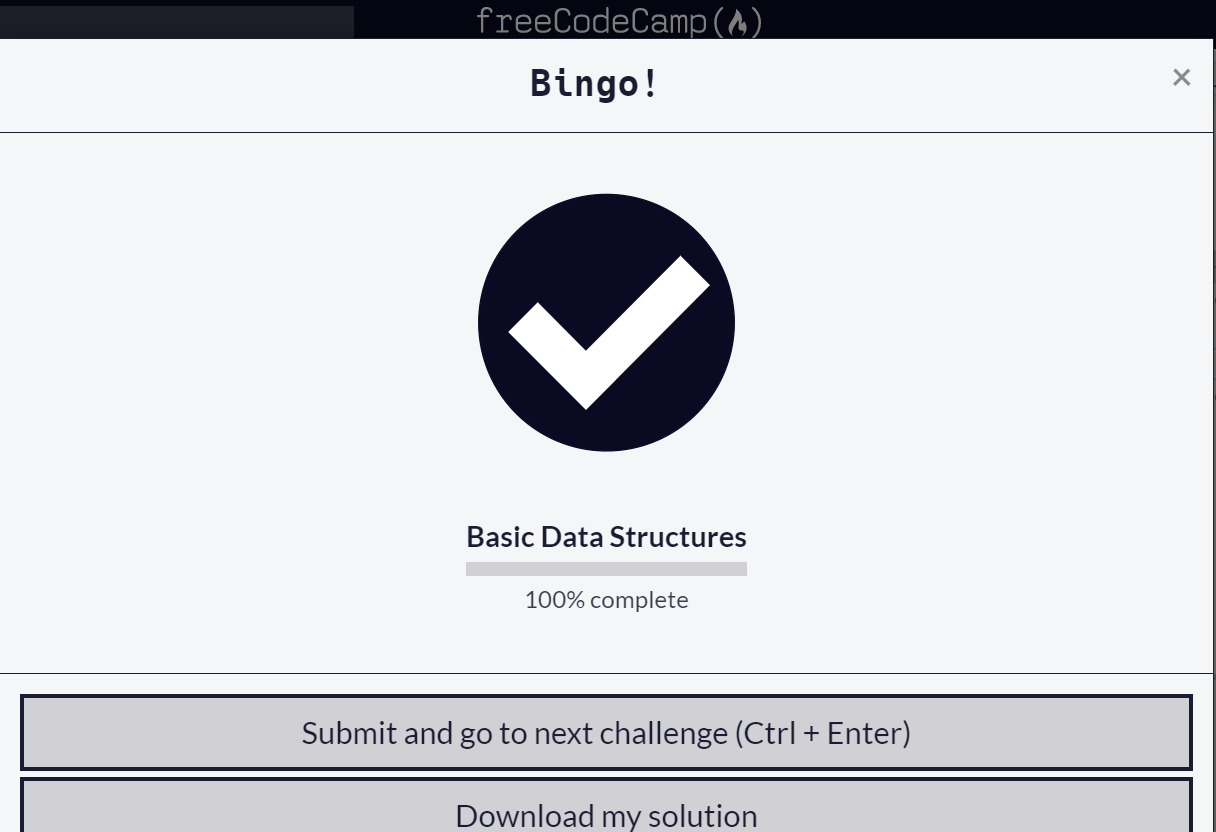 freeCodeCamp(🔥)
Bingo!
×
Basic Data Structures
100% complete
Submit and go to next challenge (Ctrl + Enter)
Download my solution